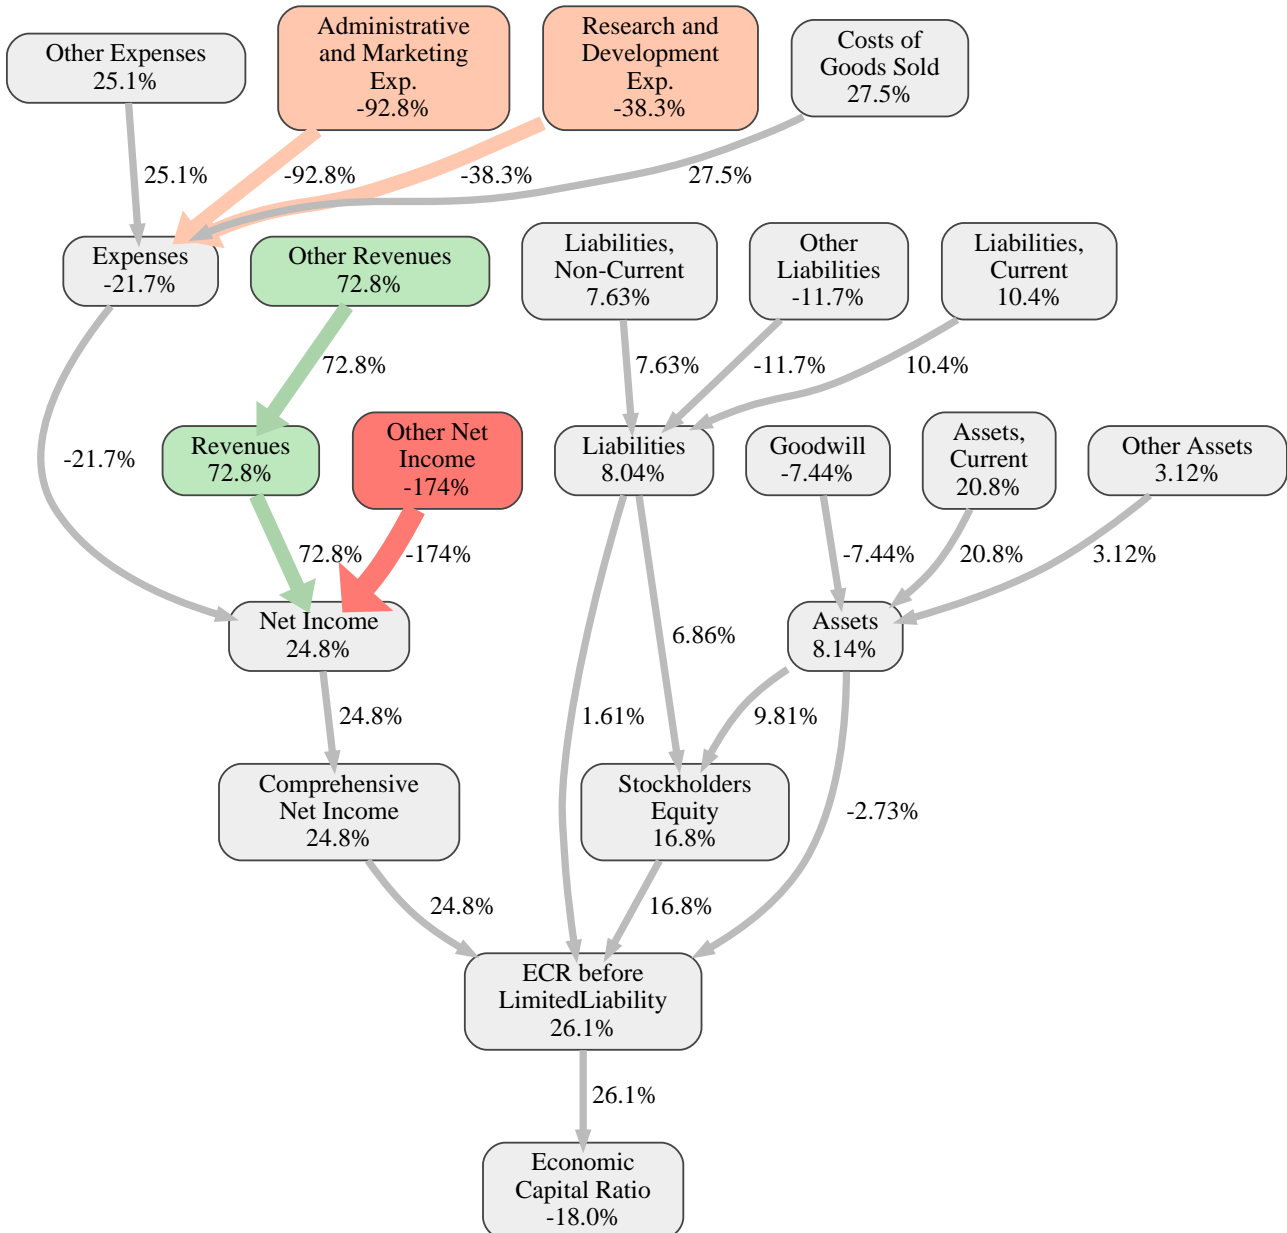 Other Expenses
25.1%
Administrative
and Marketing
Exp.
-92.8%
Research and
Development
Exp.
-38.3%
Costs of
Goods Sold
27.5%
25.1%
-92.8%
-38.3%
27.5%
Expenses
-21.7%
Other Revenues
72.8%
Liabilities,
Non-Current
7.63%
Other
Liabilities
-11.7%
Liabilities,
Current
10.4%
72.8%
7.63%
-11.7%
10.4%
-21.7%
Revenues
72.8%
Other Net
Income
-174%
Liabilities
8.04%
Goodwill
-7.44%
Assets,
Current
20.8%
Other Assets
3.12%
72.8%
-174%
-7.44%
20.8%
3.12%
Net Income
24.8%
6.86%
Assets
8.14%
24.8%
1.61%
9.81%
Comprehensive
Net Income
24.8%
Stockholders
Equity
16.8%
-2.73%
24.8%
16.8%
ECR before
LimitedLiability
26.1%
26.1%
Economic
Capital Ratio
-18.0%